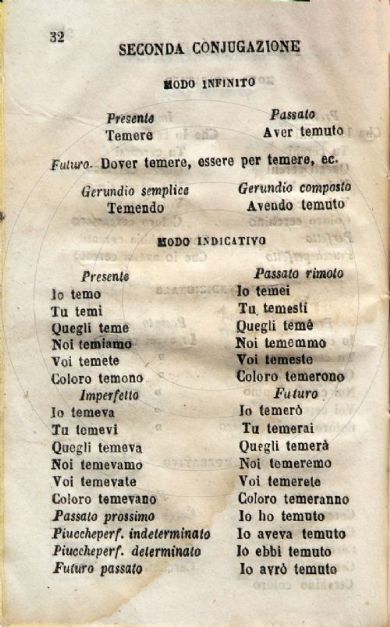 32
SECONDA CONJUGAZIONE
MODO INFINITO
Presente Passato
Temere Aver temuto
Futuro. Dover temere, essere per temere, ec.
Gerundio semplice Gerundio composto
Temendo Avendo temuto
MODO INDICATIVO
Presente Passato rimoto
Io temo Io temei
Tu temi Tu temesti
Quegli teme Quegli temè
Noi temiamo Noi tememmo
Voi temete Voi temeste
Coloro temono Coloro temerono
Imperfetto Futuro
Io temeva Io temerò
Tu temevi Tu temerai
Quegli temeva Quegli temerà
Noi temevamo Noi temeremo
Voi temevate Voi temerete
Coloro temevano Coloro temeranno
Passato prossimo Io ho temuto
Piuccheperf. indeterminato Io aveva temuto
Piuccheperf. determinato Io ebbi temuto
Futuro passato Io avrò temuto